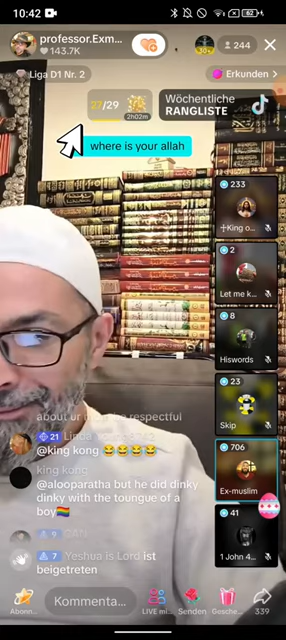 10:42
62
professor.Exm...
143.7K
30+
244
Liga D1 Nr. 2
Erkunden >
27/29
2h02m
Wöchentliche
RANGLISTE
where is your allah
233
King o...
2
Let me k...
8
Hiswords
23
Skip
706
Ex-muslim
41
1 John 4...
respectful
21
@king kong 😂😂😂😂
king kong
@alooparatha but he did dinky
dinky with the toungue of a
boy🏳️‍🌈
9
7 Yeshua is Lord ist
beigetreten
Abonn...
Kommenta...
LIVE mi...
Senden
Gesche...
339